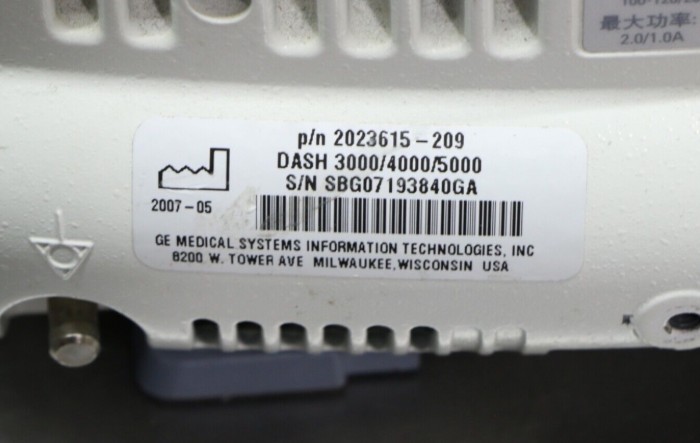 最大功率:
2.0/1.0A
p/n 2023615-209
DASH 3000/4000/5000
S/N SBG07193840GA
2007-05
GE MEDICAL SYSTEMS INFORMATION TECHNOLOGIES, INC
8200 W. TOWER AVE MILWAUKEE, WISCONSIN USA